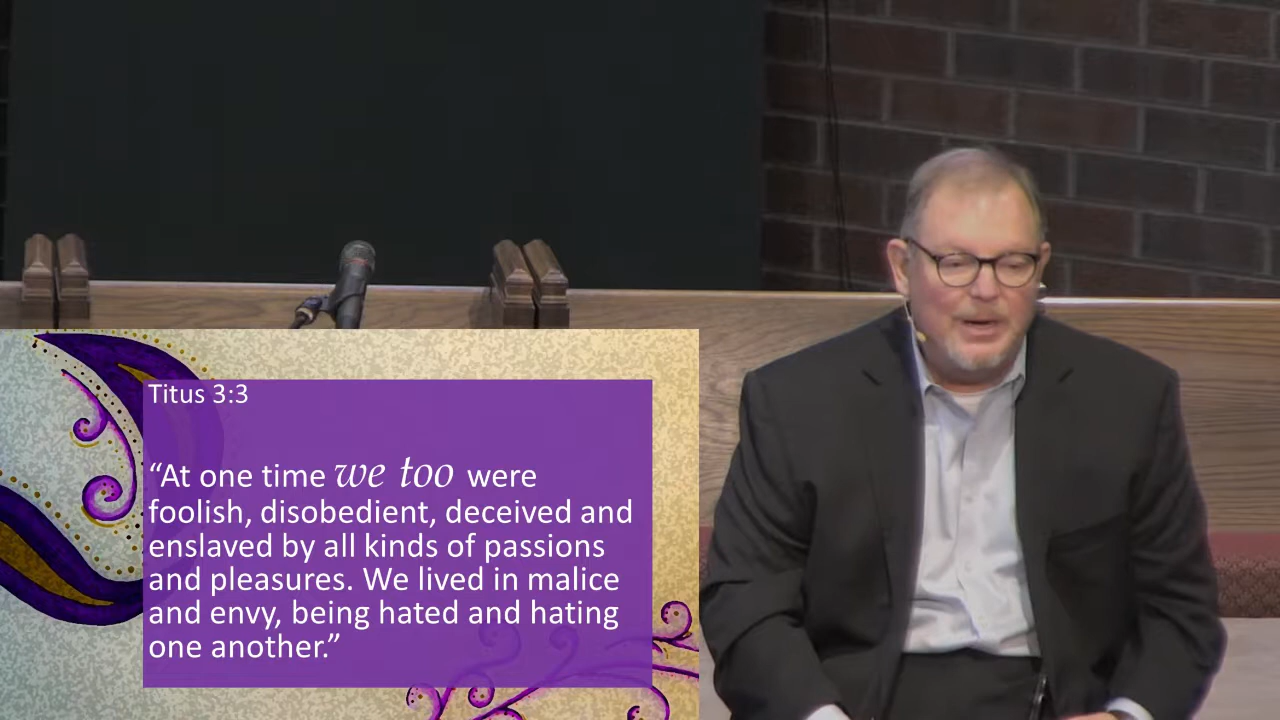 Titus 3:3
“At one time we too were
foolish, disobedient, deceived and
enslaved by all kinds of passions
and pleasures. We lived in malice
and envy, being hated and hating
one another.”